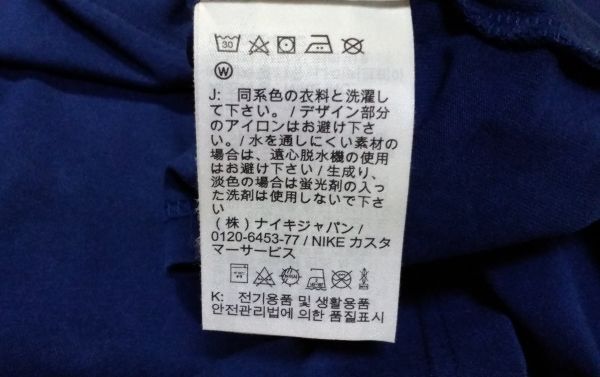 30
W
J: 同系色の衣料と洗濯し
て下さい。/ デザイン部分
のアイロンはお避け下さ
い。/ 水を通しにくい素材の
場合は、遠心脱水機の使用
はお避け下さい / 生成り、
淡色の場合は蛍光剤の入っ
た洗剤は使用しないで下さ
い
(株) ナイキジャパン /
0120-6453-77 / NIKE カスタ
マーサービス
K: 전기용품 및 생활용품
안전관리법에 의한 품질표시